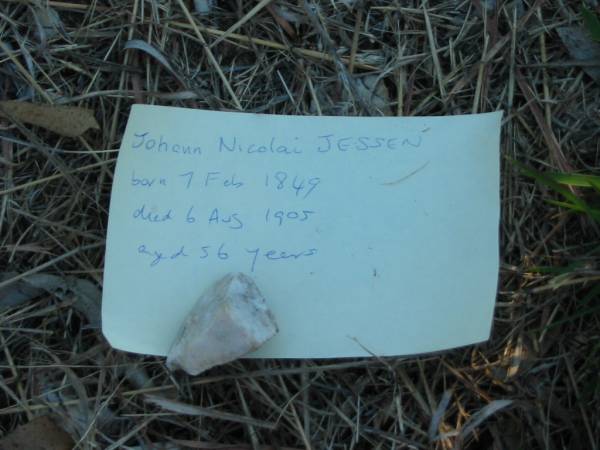 Johann Nicolai JESSEN
born 7 Feb 1849
died 6 Aug 1905
aged 56 years